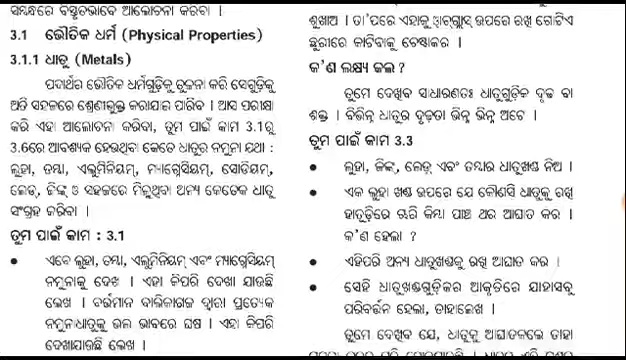 ସମ୍ବନ୍ଧରେ ବିସ୍ତୃତଭାବେ ଆଲୋଚନା କରିବା ।
3.1 ଭୌତିକ ଧର୍ମ (Physical Properties)
3.1.1 ଧାତୁ (Metals)
ପଦାର୍ଥର ଭୌତିକ ଧର୍ମଗୁଡ଼ିକୁ ତୁଳନା କରି ସେଗୁଡ଼ିକୁ
ଅତି ସହଜରେ ଶ୍ରେଣୀଭୁକ୍ତ କରାଯାଇ ପାରିବ । ଆସ ପରୀକ୍ଷା
କରି ଏହା ଆଲୋଚନା କରିବା, ତୁମ ପାଇଁ କାମ 3.1ରୁ
3.6ରେ ଆବଶ୍ୟକ ହେଉଥିବା କେତେ ଧାତୁର ନମୁନା ଯଥା :
ଲୁହା, ତମ୍ବା, ଏଲୁମିନିୟମ୍, ମ୍ୟାଗ୍ନେସିୟମ୍, ସୋଡିୟମ୍,
ଲେଡ୍, ଜିଙ୍କ୍ ଓ ସହଜରେ ମିଳୁଥିବା ଅନ୍ୟ କେତେକ ଧାତୁ
ସଂଗ୍ରହ କରିବା ।
ତୁମ ପାଇଁ କାମ : 3.1
● ଏବେ ଲୁହା, ତମ୍ବା, ଏଲୁମିନିୟମ୍ ଏବଂ ମ୍ୟାଗ୍ନେସିୟମ୍
ନମୁନାକୁ ଦେଖ । ଏହା କିପରି ଦେଖା ଯାଉଛି
ଲେଖ । ବର୍ତ୍ତମାନ ବାଲିକାଗଜ ଦ୍ୱାରା ପ୍ରତ୍ୟେକ
ନମୁନାଧାତୁକୁ ଭଲ ଭାବରେ ଘଷ । ଏହା କିପରି
ଦେଖାଯାଉଛି ଲେଖ ।
ଶୁଖାଅ । ତା'ପରେ ଏହାକୁ ୱାଚ୍‌ଗ୍ଲାସ୍ ଉପରେ ରଖି ଗୋଟିଏ
ଛୁରୀରେ କାଟିବାକୁ ଚେଷ୍ଟାକର ।
କ'ଣ ଲକ୍ଷ୍ୟ କଲ ?
ତୁମେ ଦେଖିବ ସାଧାରଣତଃ ଧାତୁଗୁଡ଼ିକ ଦୃଢ଼ ବା
ଶକ୍ତ । ବିଭିନ୍ନ ଧାତୁର ଦୃଢ଼ତା ଭିନ୍ନ ଭିନ୍ନ ଅଟେ ।
ତୁମ ପାଇଁ କାମ 3.3
● ଲୁହା, ଜିଙ୍କ୍, ଲେଡ୍ ଏବଂ ତମ୍ବାର ଧାତୁଖଣ୍ଡ ନିଅ ।
● ଏକ ଲୁହା ଖଣ୍ଡ ଉପରେ ଯେ କୌଣସି ଧାତୁକୁ ରଖି
ହାତୁଡ଼ିରେ ଚାରି କିମ୍ବା ପାଞ୍ଚ ଥର ଆଘାତ କର ।
କ'ଣ ହେଲା ?
● ଏହିପରି ଅନ୍ୟ ଧାତୁଖଣ୍ଡକୁ ରଖି ଆଘାତ କର ।
● ସେହି ଧାତୁଖଣ୍ଡଗୁଡ଼ିକର ଆକୃତିରେ ଯାହାସବୁ
ପରିବର୍ତ୍ତନ ହେଲା, ତାହାଲେଖ ।
ତୁମେ ଦେଖିବ ଯେ, ଧାତୁକୁ ଆଘାତକଲେ ତାହା